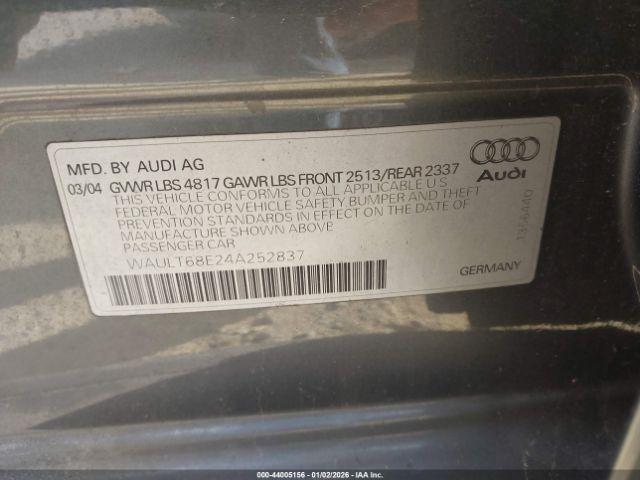 MFD. BY AUDI AG
03/04 GVWR LBS 4817 GAWR LBS FRONT 2513/REAR 2337
THIS VEHICLE CONFORMS TO ALL APPLICABLE U S
FEDERAL MOTOR VEHICLE SAFETY BUMPER AND THEFT
PREVENTION STANDARDS IN EFFECT ON THE DATE OF
MANUFACTURE SHOWN ABOVE
PASSENGER CAR
WAULT68E24A252837
Audi
1356440
GERMANY
000-44005156 - 01/02/2026 - IAA Inc.